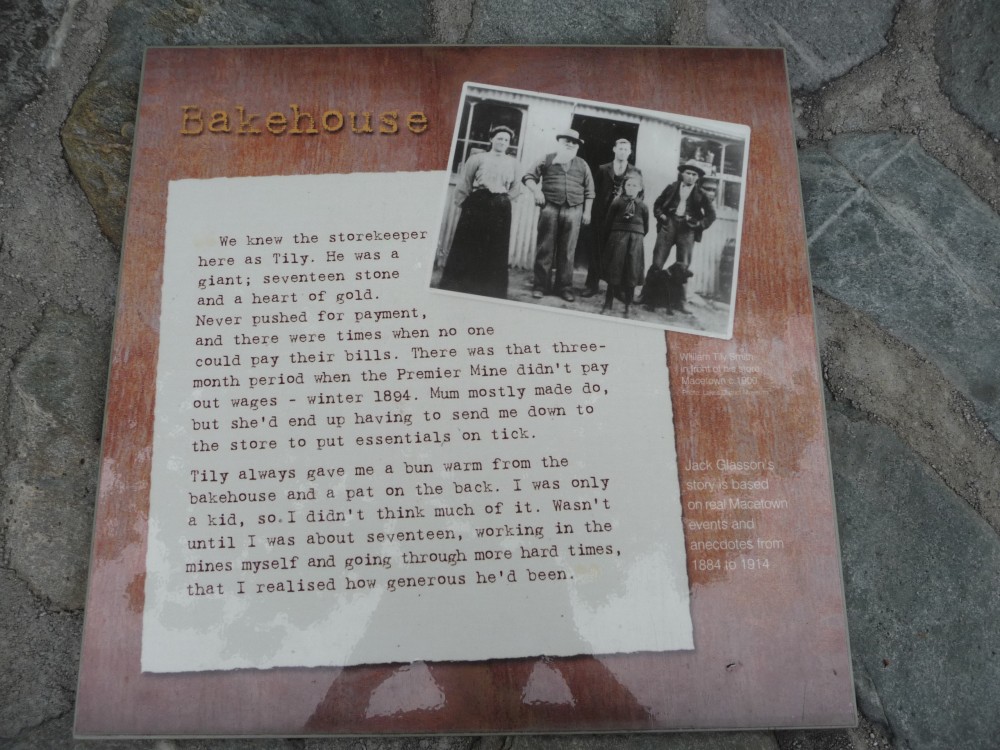 Bakehouse
We knew the storekeeper
here as Tily. He was a
giant; seventeen stone
and a heart of gold.
Never pushed for payment,
and there were times when no one
could pay their bills. There was that three-
month period when the Premier Mine didn't pay
out wages - winter 1894. Mum mostly made do,
but she'd end up having to send me down to
the store to put essentials on tick.
Tily always gave me a bun warm from the
bakehouse and a pat on the back. I was only
a kid, so I didn't think much of it. Wasn't
until I was about seventeen, working in the
mines myself and going through more hard times,
that I realised how generous he'd been.
William Tily Smith
in front of his store
Macetown c.1900
Jack Glasson's
story is based
on real Macetown
events and
anecdotes from
1884 to 1914